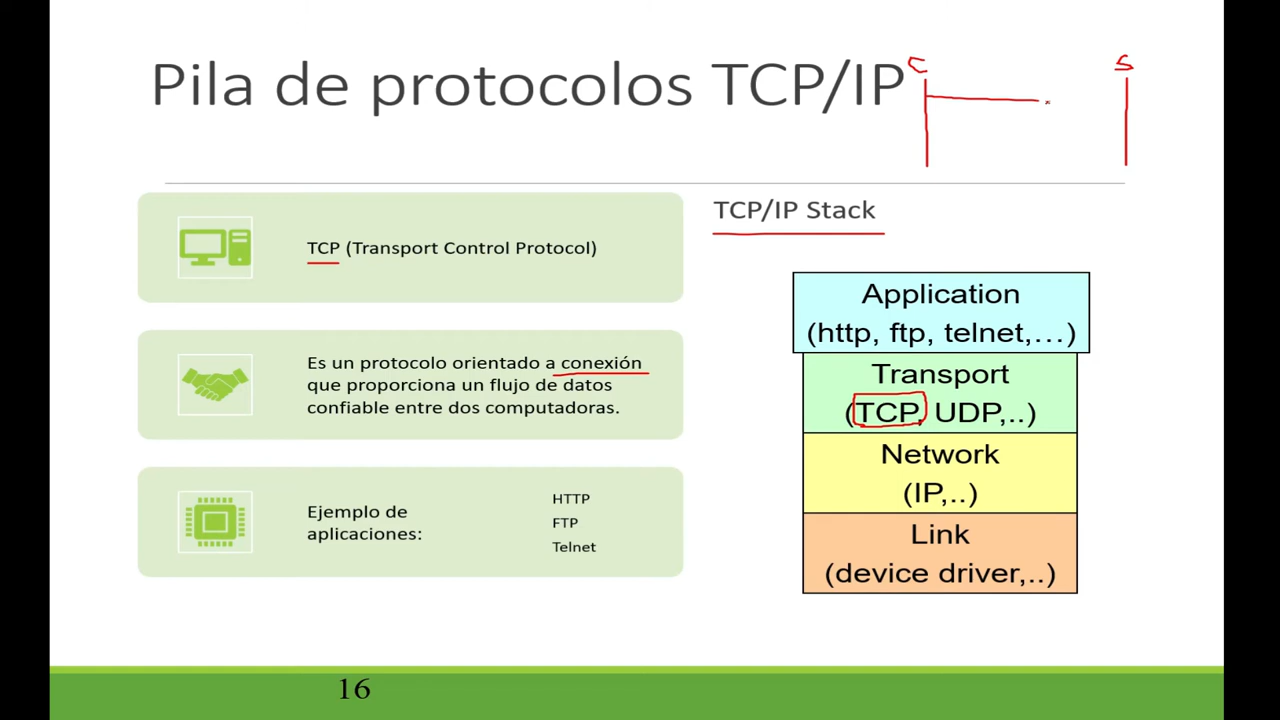 Pila de protocolos TCP/IP
C
S
TCP (Transport Control Protocol)
Es un protocolo orientado a conexión
que proporciona un flujo de datos
confiable entre dos computadoras.
Ejemplo de
aplicaciones:
HTTP
FTP
Telnet
TCP/IP Stack
Application
(http, ftp, telnet,...)
Transport
(TCP, UDP,..)
Network
(IP,..)
Link
(device driver,..)
16